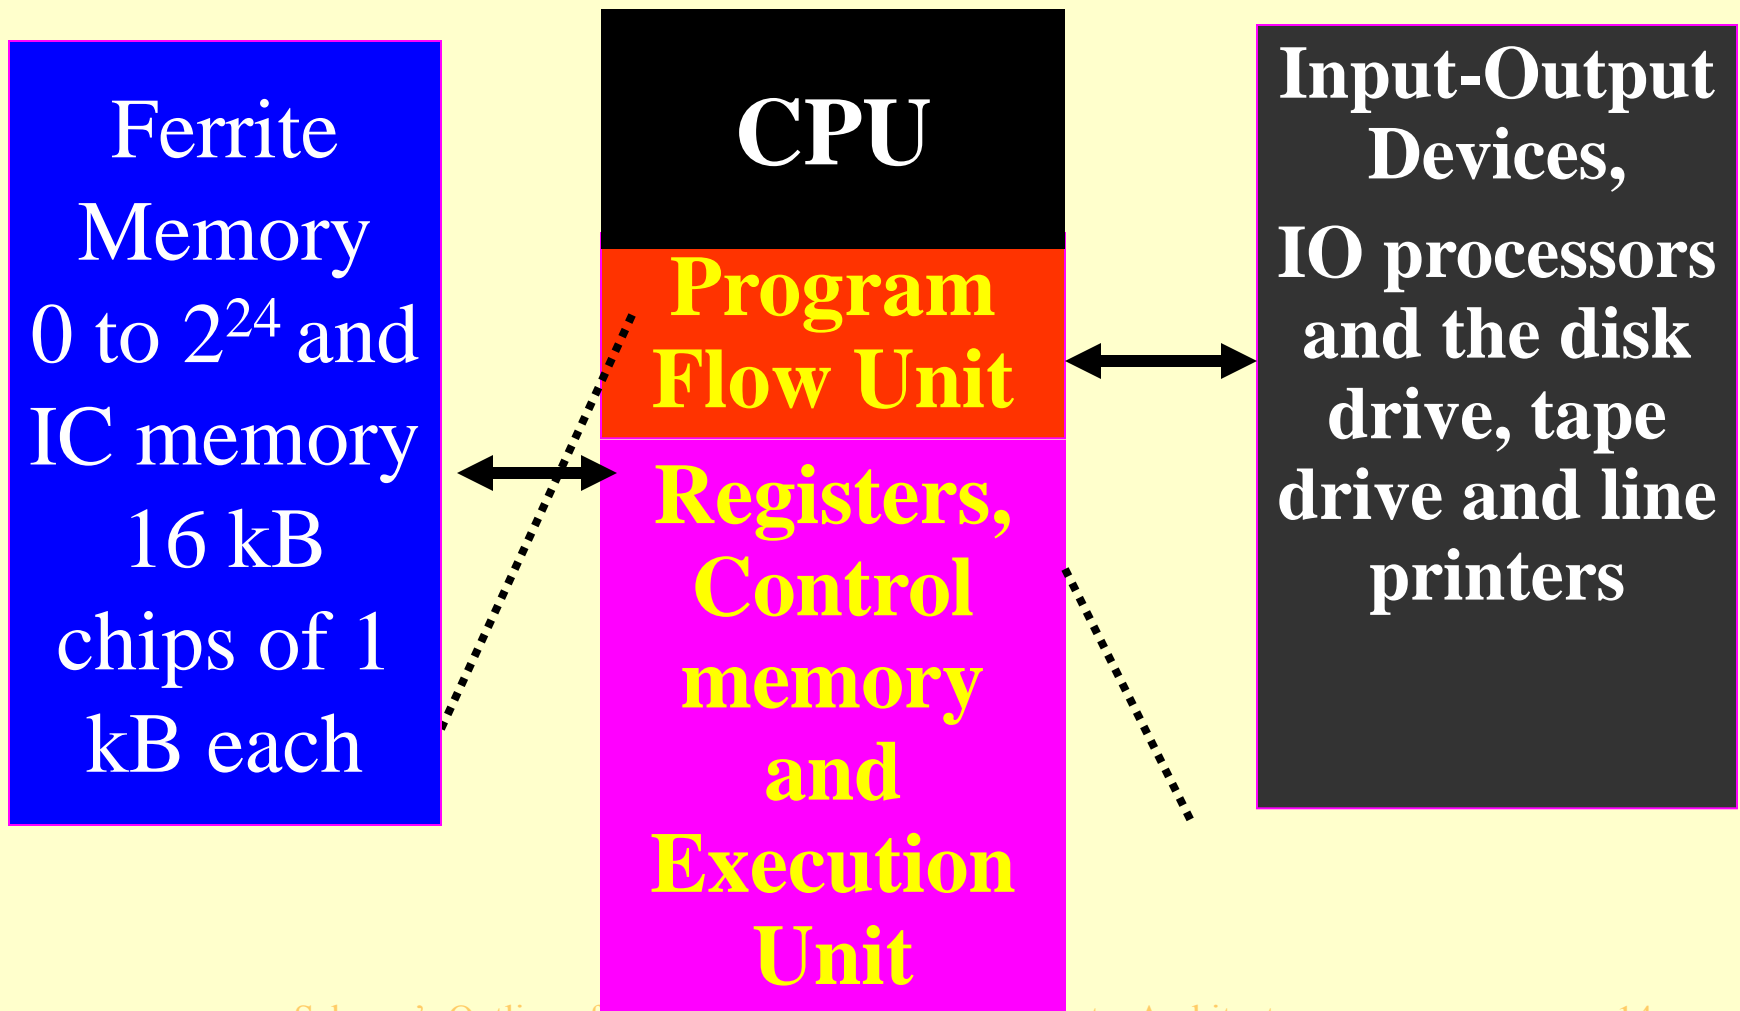 Ferrite
Memory
0 to 2²⁴ and
IC memory
16 kB
chips of 1
kB each
CPU
Program
Flow Unit
Registers,
Control
memory
and
Execution
Unit
Input-Output
Devices,
IO processors
and the disk
drive, tape
drive and line
printers